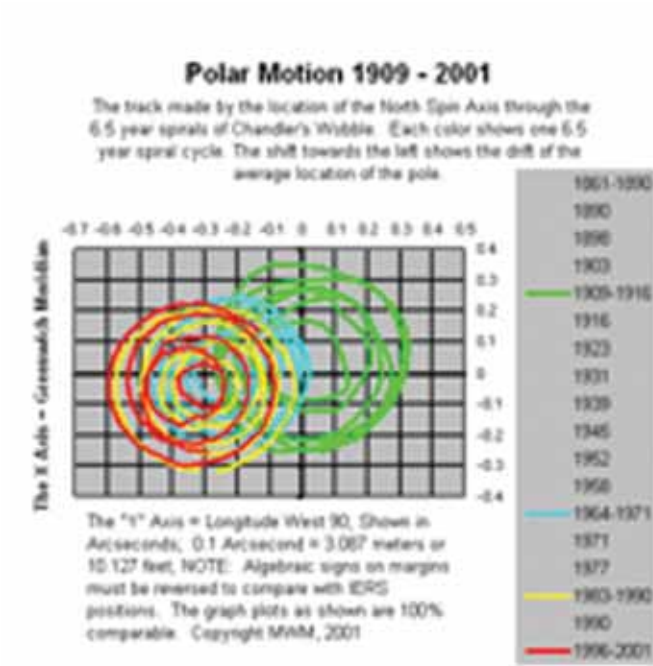 Polar Motion 1909 - 2001
The track made by the location of the North Spin Axis through the
6.5 year spirals of Chandler's Wobble. Each color shows one 6.5
year spiral cycle. The shift towards the left shows the drift of the
average location of the pole.
-0.7 -0.6 -0.5 -0.4 -0.3 -0.2 -0.1 0 0.1 0.2 0.3 0.4 0.5
0.4
0.3
0.2
0.1
0
-0.1
-0.2
-0.3
-0.4
The X Axis = Greenwich Meridian
The "Y" Axis = Longitude West 90, Shown in
Arcseconds; 0.1 Arcsecond = 3.087 meters or
10.127 feet, NOTE: Algebraic signs on margins
must be reversed to compare with IERS
positions. The graph plots as shown are 100%
comparable. Copyright MWM, 2001
1890
1903
1909-1916
1916
1923
1931
1939
1945
1952
1958
1964-1971
1971
1977
1983-1990
1990
1996-2001